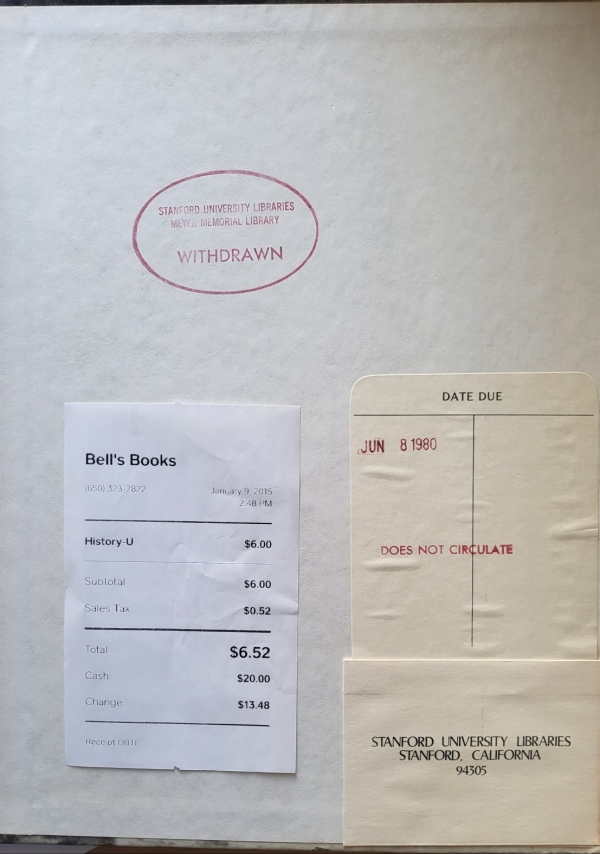 STANFORD UNIVERSITY LIBRARIES
MEYER MEMORIAL LIBRARY
WITHDRAWN
Bell's Books
(650) 323-7822 January 9, 2015
2:48 PM
History-U $6.00
Subtotal $6.00
Sales Tax $0.52
Total $6.52
Cash $20.00
Change $13.48
Receipt
DATE DUE
JUN 8 1980
DOES NOT CIRCULATE
STANFORD UNIVERSITY LIBRARIES
STANFORD, CALIFORNIA
94305